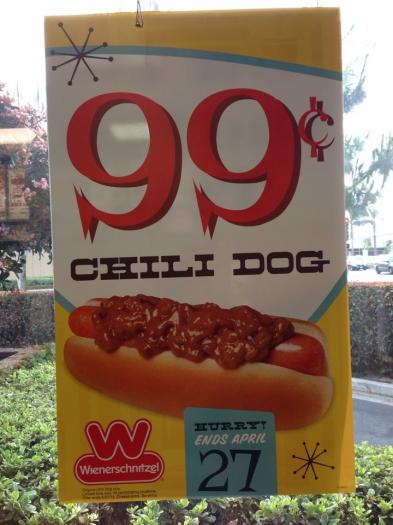 99¢
CHILI DOG
HURRY!
ENDS APRIL
27
W
Wienerschnitzel